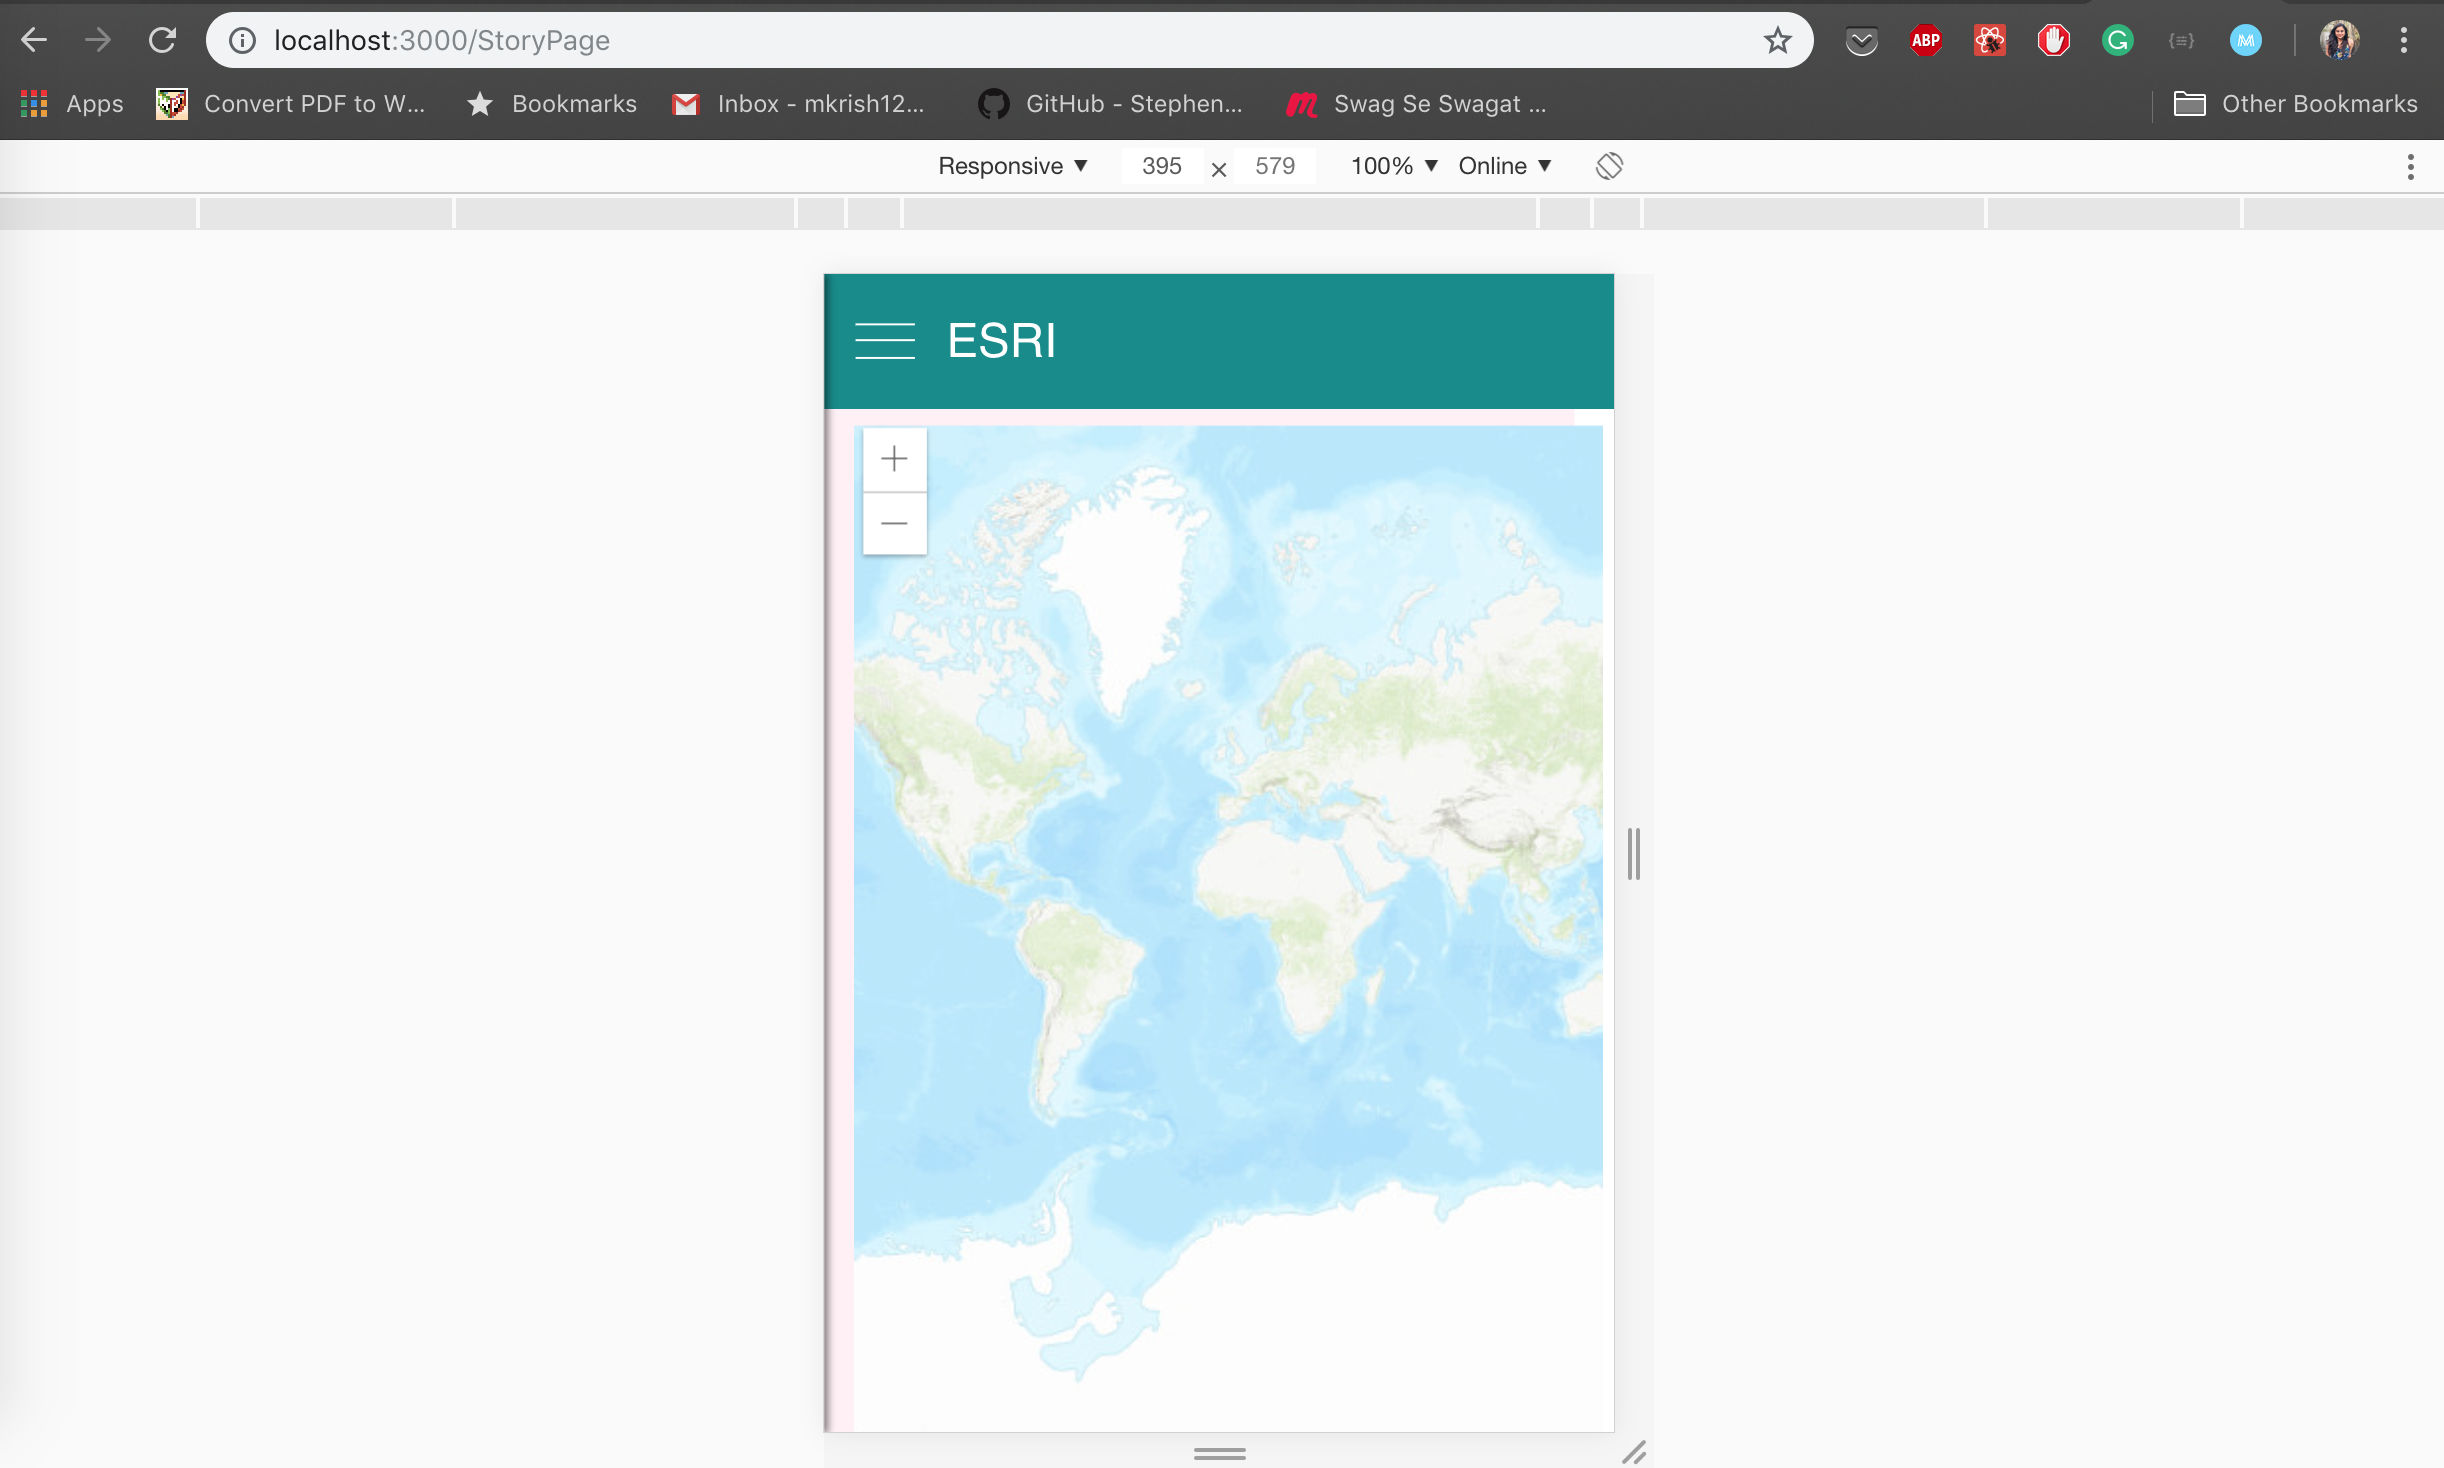 localhost:3000/StoryPage
ABP
Apps Convert PDF to W... Bookmarks Inbox - mkrish12... GitHub - Stephen... Swag Se Swagat ... Other Bookmarks
Responsive ▼ 395 × 579 100% ▼ Online ▼
ESRI